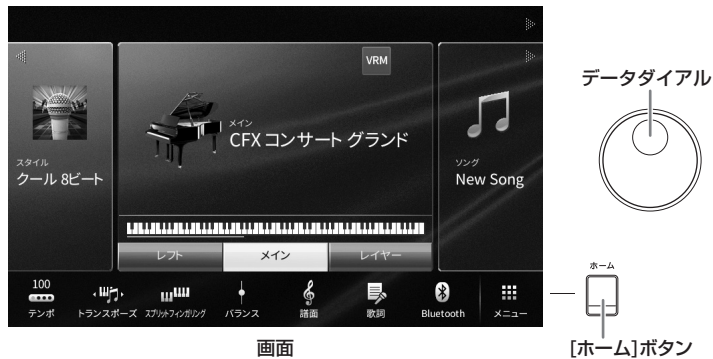 VRM
データダイアル
メイン
CFX コンサート グランド
スタイル
クール 8ビート
ソング
New Song
レフト
メイン
レイヤー
ホーム
100
テンポ
トランスポーズ
スプリットフィンガリング
バランス
譜面
歌詞
Bluetooth
メニュー
画面
[ホーム]ボタン